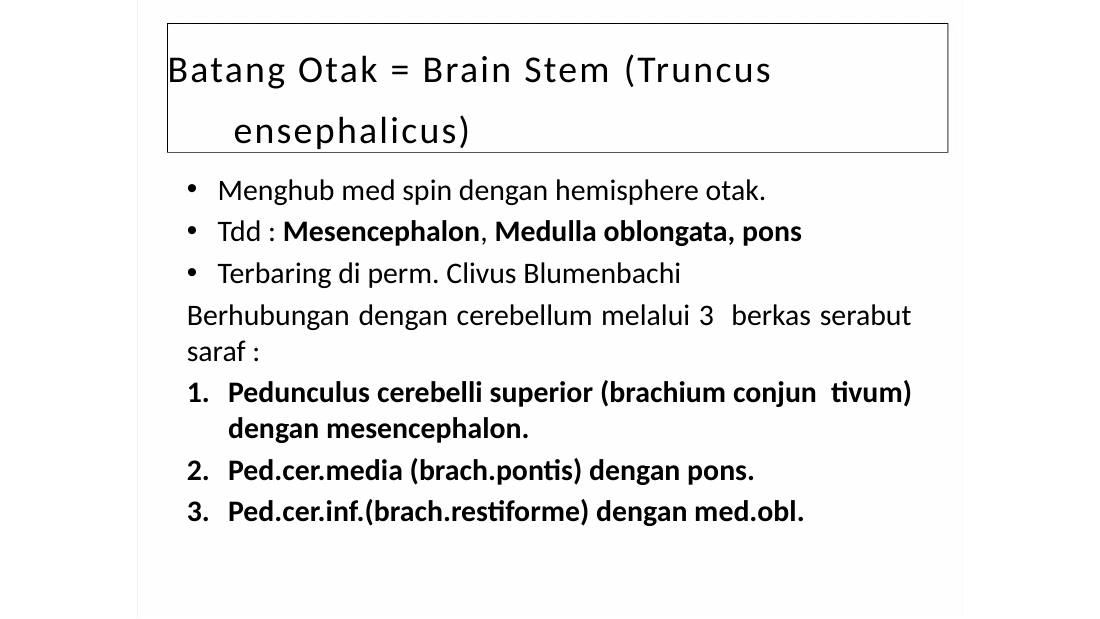 Batang Otak = Brain Stem (Truncus
ensephalicus)
• Menghub med spin dengan hemisphere otak.
• Tdd : Mesencephalon, Medulla oblongata, pons
• Terbaring di perm. Clivus Blumenbachi
Berhubungan dengan cerebellum melalui 3 berkas serabut
saraf :
1. Pedunculus cerebelli superior (brachium conjun tivum)
dengan mesencephalon.
2. Ped.cer.media (brach.pontis) dengan pons.
3. Ped.cer.inf.(brach.restiforme) dengan med.obl.